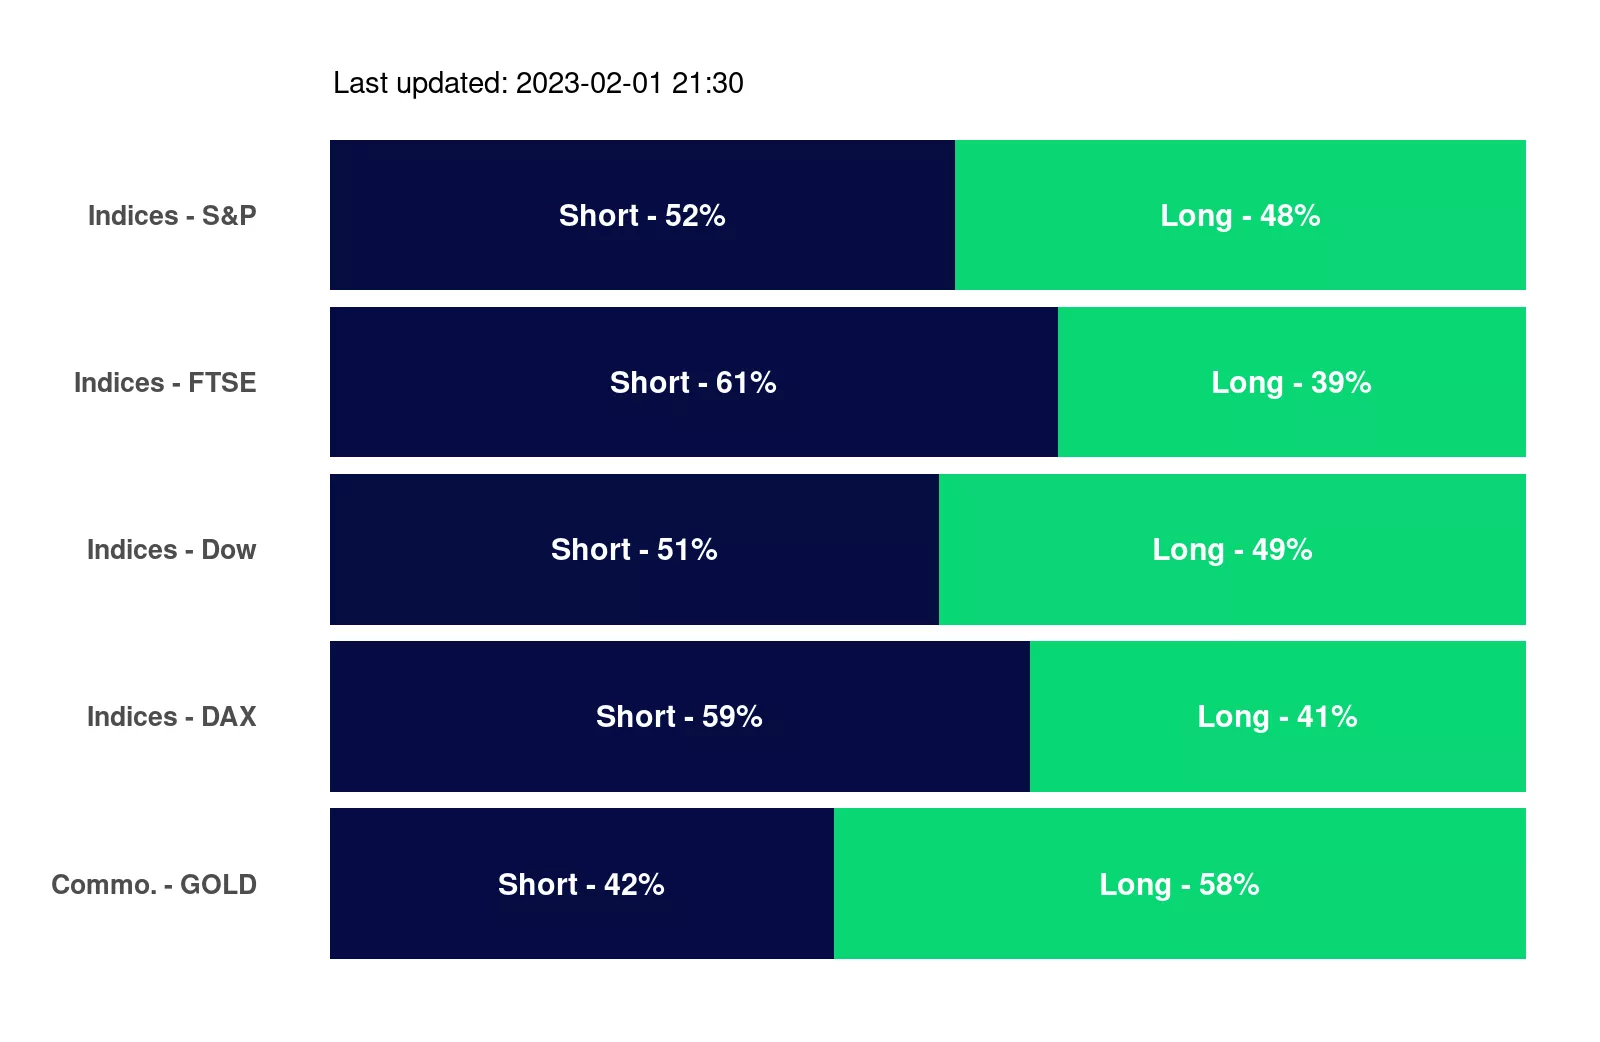 Last updated: 2023-02-01 21:30
Indices - S&P Short - 52% Long - 48%
Indices - FTSE Short - 61% Long - 39%
Indices - Dow Short - 51% Long - 49%
Indices - DAX Short - 59% Long - 41%
Commo. - GOLD Short - 42% Long - 58%